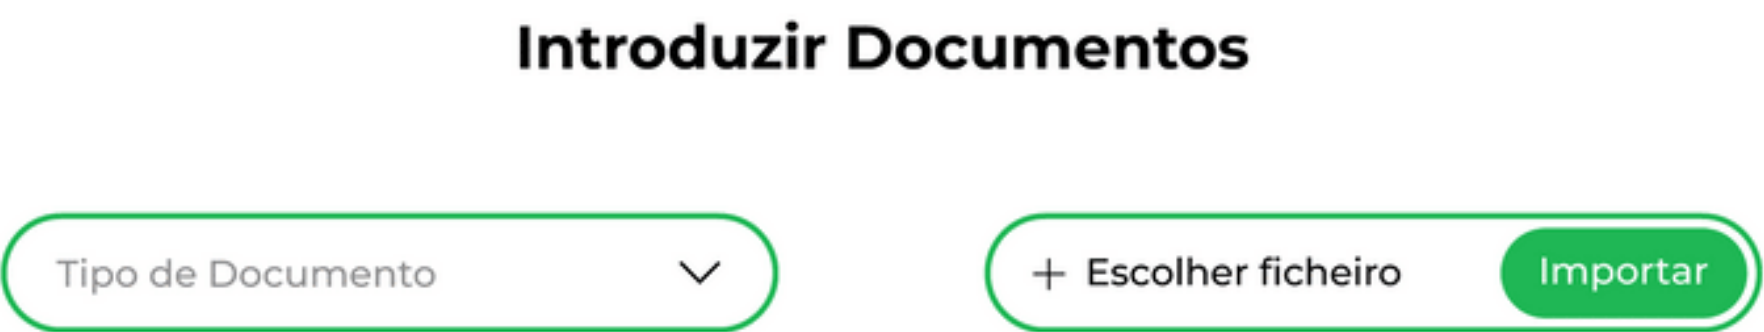 Introduzir Documentos
Tipo de Documento
+ Escolher ficheiro
Importar